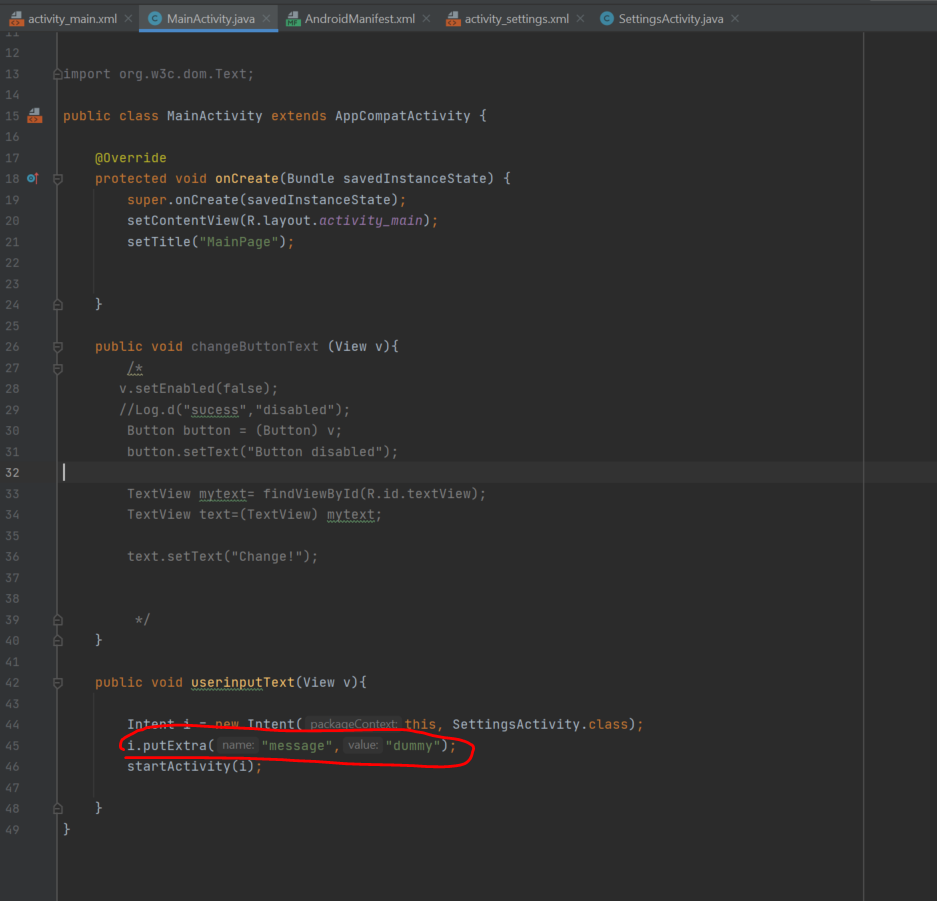 activity_main.xml MainActivity.java AndroidManifest.xml activity_settings.xml SettingsActivity.java
11
12
13 import org.w3c.dom.Text;
14
15 public class MainActivity extends AppCompatActivity {
16
17 @Override
18 protected void onCreate(Bundle savedInstanceState) {
19 super.onCreate(savedInstanceState);
20 setContentView(R.layout.activity_main);
21 setTitle("MainPage");
22
23
24 }
25
26 public void changeButtonText (View v){
27 /*
28 v.setEnabled(false);
29 //Log.d("sucess","disabled");
30 Button button = (Button) v;
31 button.setText("Button disabled");
32
33 TextView mytext= findViewById(R.id.textView);
34 TextView text=(TextView) mytext;
35
36 text.setText("Change!");
37
38
39 */
40 }
41
42 public void userinputText(View v){
43
44 Intent i = new Intent( packageContext: this, SettingsActivity.class);
45 i.putExtra( name: "message", value: "dummy");
46 startActivity(i);
47
48 }
49 }